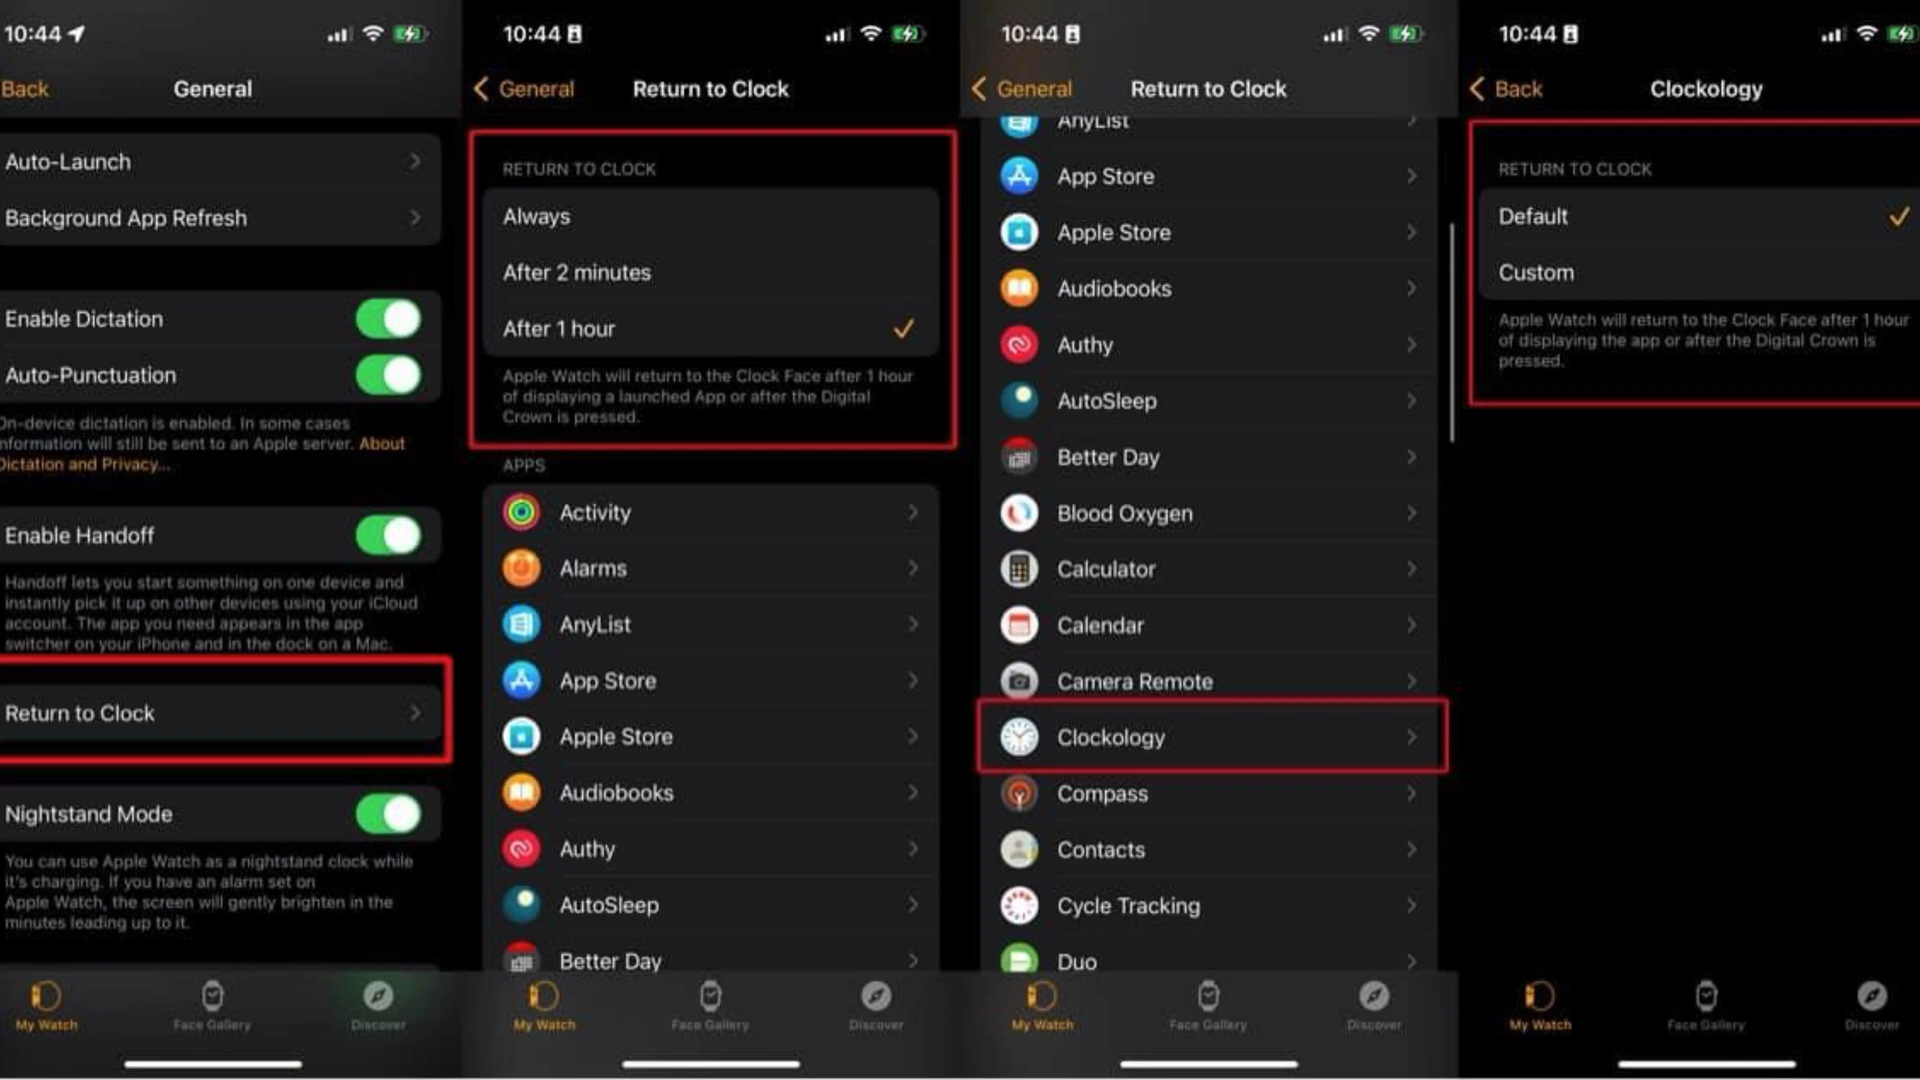 10:44
Back
General
Auto-Launch
Background App Refresh
Enable Dictation
Auto-Punctuation
On-device dictation is enabled. In some cases
information will still be sent to an Apple server. About
Dictation and Privacy...
Enable Handoff
Handoff lets you start something on one device and
instantly pick it up on other devices using your iCloud
account. The app you need appears in the app
switcher on your iPhone and in the dock on a Mac.
Return to Clock
Nightstand Mode
You can use Apple Watch as a nightstand clock while
it's charging. If you have an alarm set on
Apple Watch, the screen will gently brighten in the
minutes leading up to it.
My Watch
Face Gallery
Discover
10:44
General
Return to Clock
RETURN TO CLOCK
Always
After 2 minutes
After 1 hour
Apple Watch will return to the Clock Face after 1 hour
of displaying a launched App or after the Digital
Crown is pressed.
APPS
Activity
Alarms
AnyList
App Store
Apple Store
Audiobooks
Authy
AutoSleep
Better Day
My Watch
Face Gallery
Discover
10:44
General
Return to Clock
AnyList
App Store
Apple Store
Audiobooks
Authy
AutoSleep
Better Day
Blood Oxygen
Calculator
Calendar
Camera Remote
Clockology
Compass
Contacts
Cycle Tracking
Duo
My Watch
Face Gallery
Discover
10:44
Back
Clockology
RETURN TO CLOCK
Default
Custom
Apple Watch will return to the Clock Face after 1 hour
of displaying the app or after the Digital Crown is
pressed.
My Watch
Face Gallery
Discover